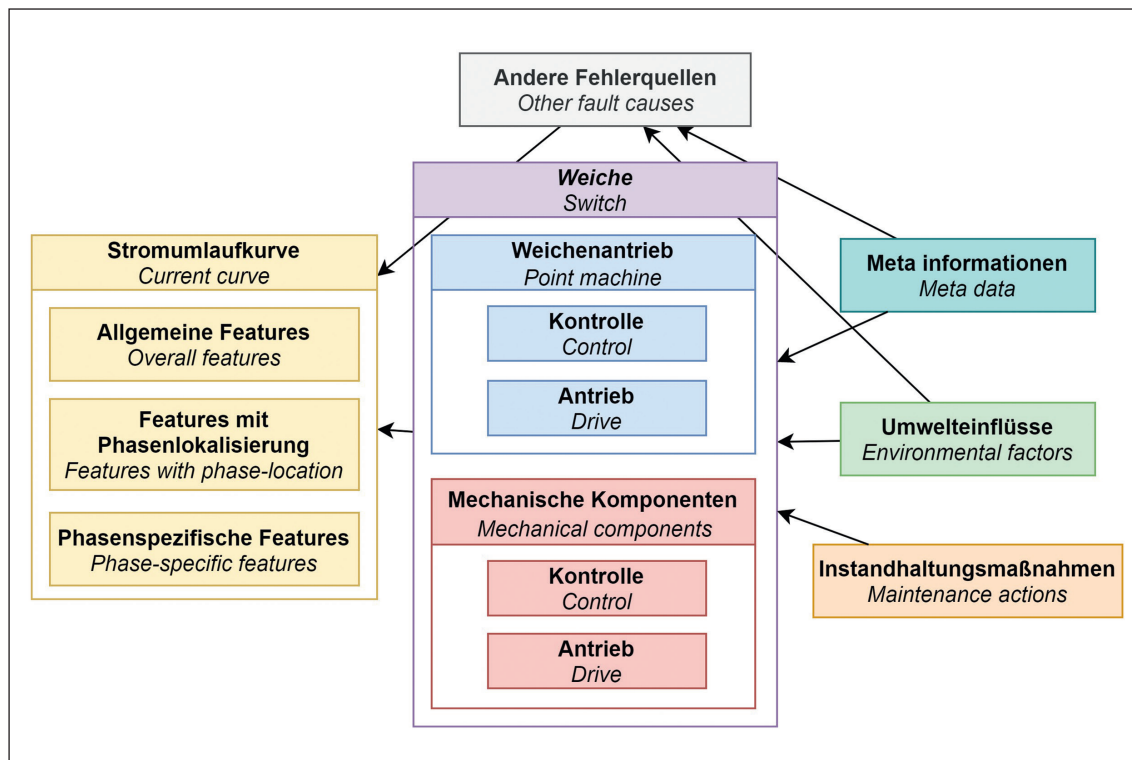 Andere Fehlerquellen
Other fault causes
Weiche
Switch
Stromumlaufkurve
Current curve
Allgemeine Features
Overall features
Features mit
Phasenlokalisierung
Features with phase-location
Phasenspezifische Features
Phase-specific features
Weichenantrieb
Point machine
Kontrolle
Control
Antrieb
Drive
Mechanische Komponenten
Mechanical components
Kontrolle
Control
Antrieb
Drive
Meta informationen
Meta data
Umwelteinflüsse
Environmental factors
Instandhaltungsmaßnahmen
Maintenance actions